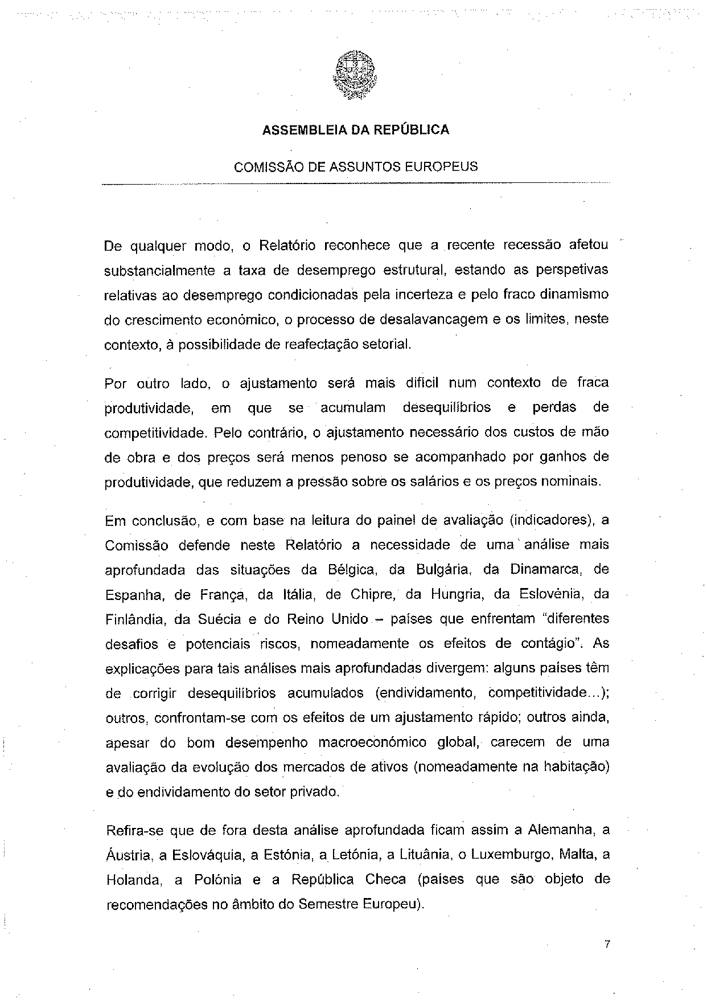 ASSEMBLEIA DA REPÚBLICA
COMISSÃO DE ASSUNTOS EUROPEUS
De qualquer modo, o Relatório reconhece que a recente recessão afetou
substancialmente a taxa de desemprego estrutural, estando as perspetivas
relativas ao desemprego condicionadas pela incerteza e pelo fraco dinamismo
do crescimento económico, o processo de desalavancagem e os limites, neste
contexto, à possibilidade de reafectação setorial.
Por outro lado, o ajustamento será mais difícil num contexto de fraca
produtividade, em que se acumulam desequilíbrios e perdas de
competitividade. Pelo contrário, o ajustamento necessário dos custos de mão
de obra e dos preços será menos penoso se acompanhado por ganhos de
produtividade, que reduzem a pressão sobre os salários e os preços nominais.
Em conclusão, e com base na leitura do painel de avaliação (indicadores), a
Comissão defende neste Relatório a necessidade de uma análise mais
aprofundada das situações da Bélgica, da Bulgária, da Dinamarca, de
Espanha, de França, da Itália, de Chipre, da Hungria, da Eslovénia, da
Finlândia, da Suécia e do Reino Unido – países que enfrentam “diferentes
desafios e potenciais riscos, nomeadamente os efeitos de contágio”. As
explicações para tais análises mais aprofundadas divergem: alguns países têm
de corrigir desequilíbrios acumulados (endividamento, competitividade...);
outros, confrontam-se com os efeitos de um ajustamento rápido; outros ainda,
apesar do bom desempenho macroeconómico global, carecem de uma
avaliação da evolução dos mercados de ativos (nomeadamente na habitação)
e do endividamento do setor privado.
Refira-se que de fora desta análise aprofundada ficam assim a Alemanha, a
Áustria, a Eslováquia, a Estónia, a Letónia, a Lituânia, o Luxemburgo, Malta, a
Holanda, a Polónia e a República Checa (países que são objeto de
recomendações no âmbito do Semestre Europeu).
7